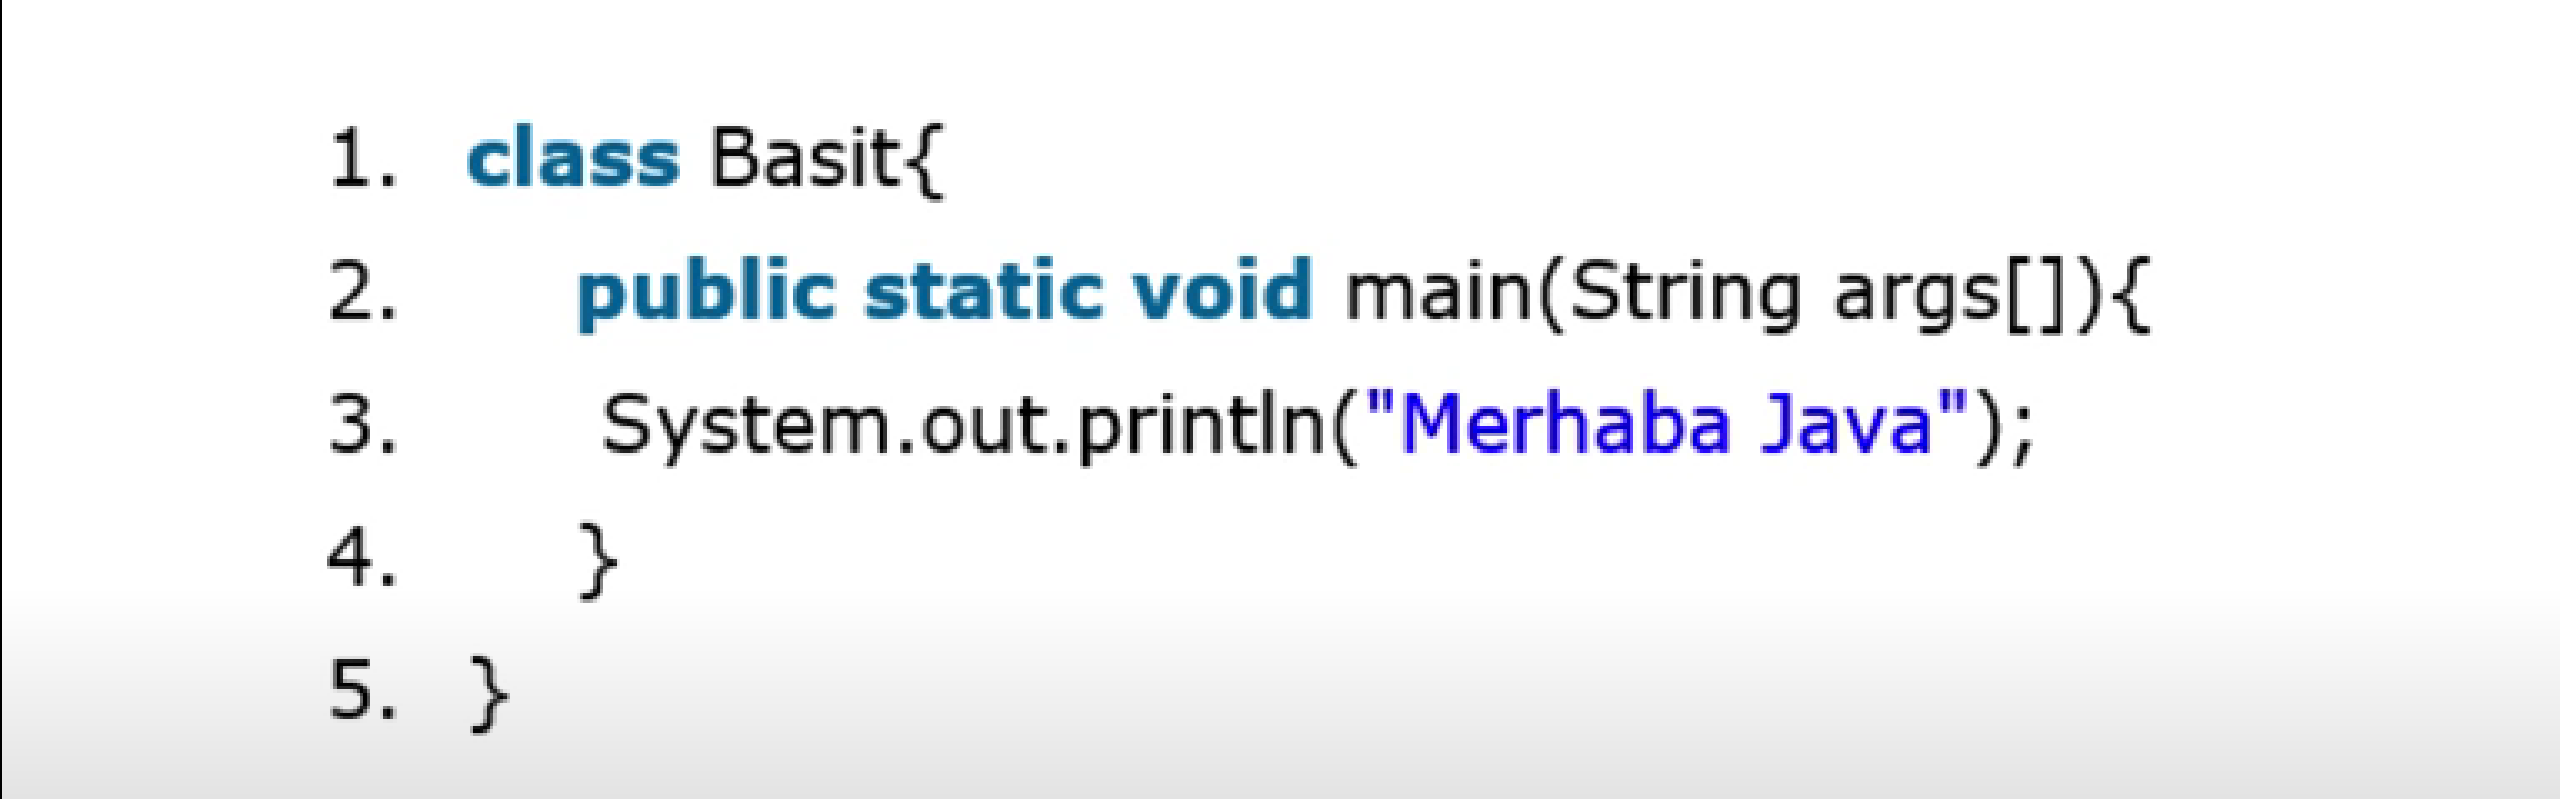 1. class Basit{
2. public static void main(String args[]){
3. System.out.println("Merhaba Java");
4. }
5. }